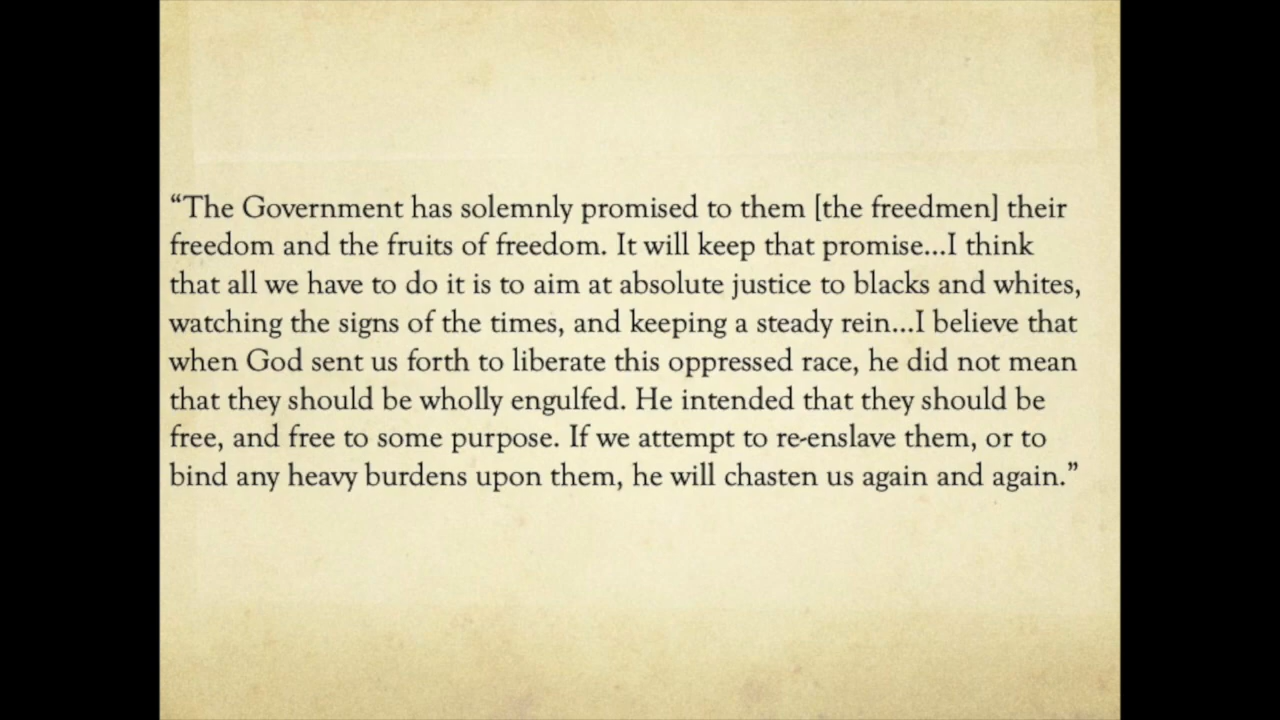 “The Government has solemnly promised to them [the freedmen] their
freedom and the fruits of freedom. It will keep that promise...I think
that all we have to do it is to aim at absolute justice to blacks and whites,
watching the signs of the times, and keeping a steady rein...I believe that
when God sent us forth to liberate this oppressed race, he did not mean
that they should be wholly engulfed. He intended that they should be
free, and free to some purpose. If we attempt to re-enslave them, or to
bind any heavy burdens upon them, he will chasten us again and again.”